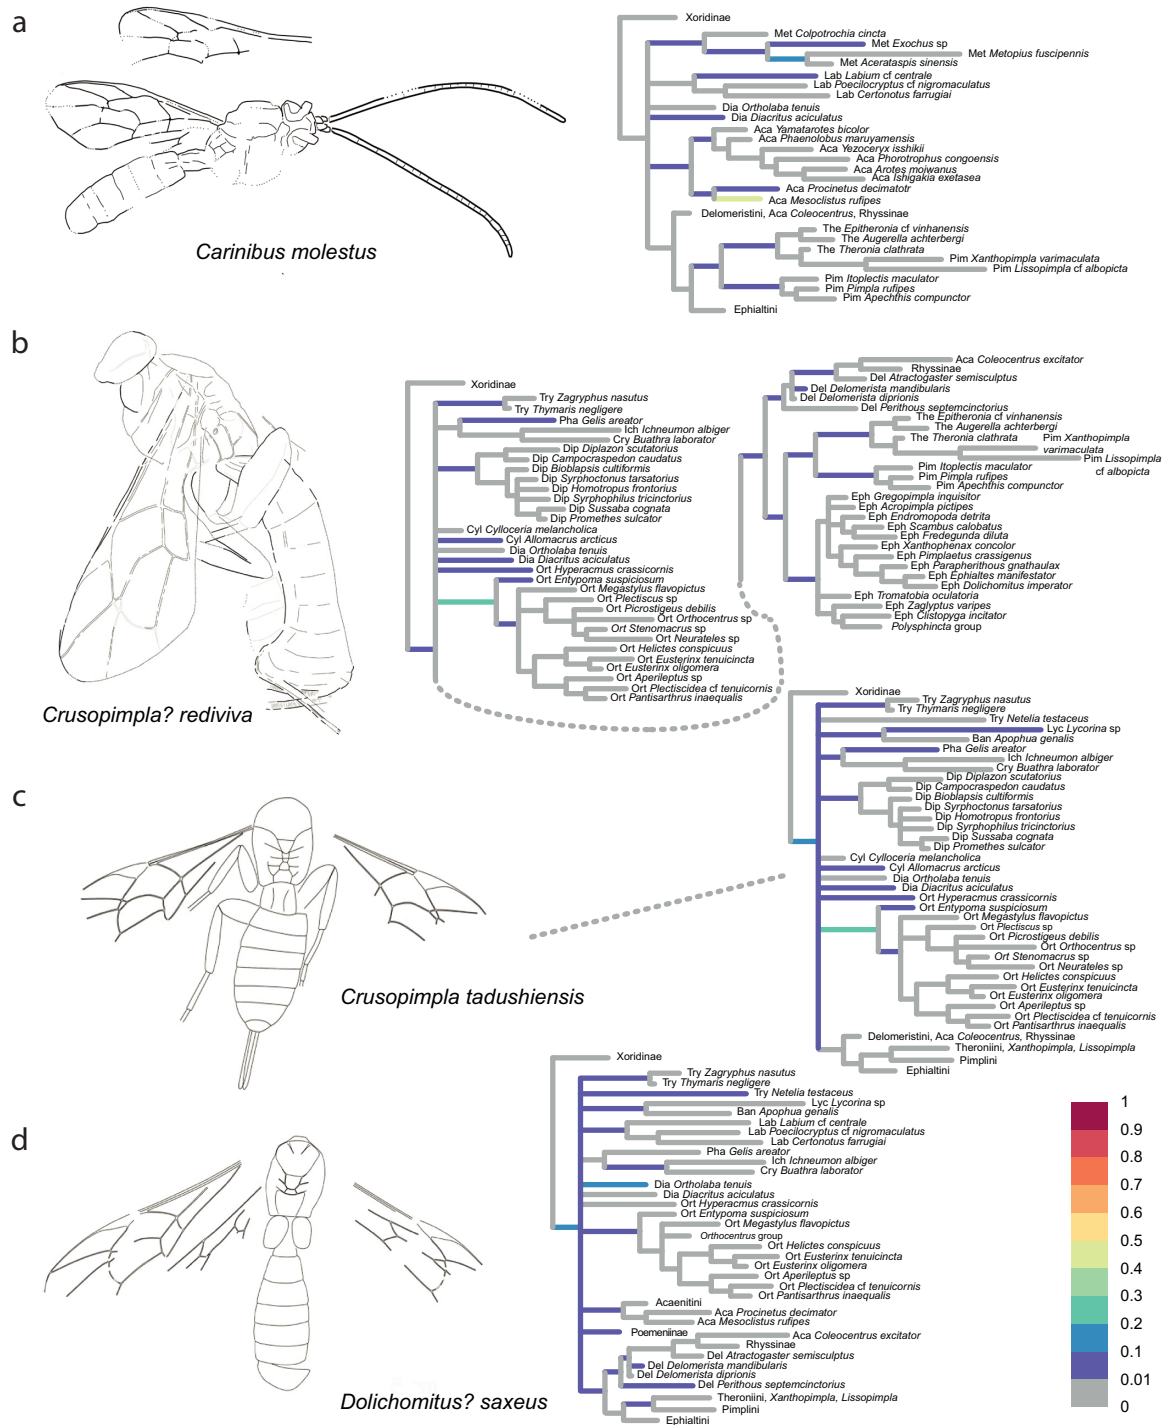 a
Carinibus molestus
Xoridinae
Met Colpotrochia cincta
Met Exochus sp
Met Metopius fuscipennis
Met Acerataspis sinensis
Lab Labium cf centrale
Lab Poecilocryptus cf nigromaculatus
Lab Certonotus farrugiai
Dia Ortholaba tenuis
Dia Diacritus aciculatus
Aca Yamatarotes bicolor
Aca Phaenolobus maruyamensis
Aca Yezoceryx isshikii
Aca Phorotrophus congoensis
Aca Arotes moiwanus
Aca Ishigakia exetasea
Aca Procinetus decimatotr
Aca Mesoclistus rufipes
Delomeristini, Aca Coleocentrus, Rhyssinae
The Epitheronia cf vinhanensis
The Augerella achterbergi
The Theronia clathrata
Pim Xanthopimpla varimaculata
Pim Lissopimpla cf albopicta
Pim Itoplectis maculator
Pim Pimpla rufipes
Pim Apechthis compunctor
Ephialtini
b
Crusopimpla? rediviva
Xoridinae
Try Zagryphus nasutus
Try Thymaris negligere
Pha Gelis areator
Ich Ichneumon albiger
Cry Buathra laborator
Dip Diplazon scutatorius
Dip Campocraspedon caudatus
Dip Bioblapsis cultiformis
Dip Syrphoctonus tarsatorius
Dip Homotropus frontorius
Dip Syrphophilus tricinctorius
Dip Sussaba cognata
Dip Promethes sulcator
Cyl Cylloceria melancholica
Cyl Allomacrus arcticus
Dia Ortholaba tenuis
Dia Diacritus aciculatus
Ort Hyperacmus crassicornis
Ort Entypoma suspiciosum
Ort Megastylus flavopictus
Ort Plectiscus sp
Ort Picrostigeus debilis
Ort Orthocentrus sp
Ort Stenomacrus sp
Ort Neurateles sp
Ort Helictes conspicuus
Ort Eusterinx tenuicincta
Ort Eusterinx oligomera
Ort Aperileptus sp
Ort Plectiscidea cf tenuicornis
Ort Pantisarthrus inaequalis
Aca Coleocentrus excitator
Rhyssinae
Del Atractogaster semisculptus
Del Delomerista mandibularis
Del Delomerista diprionis
Del Perithous septemcinctorius
The Epitheronia cf vinhanensis
The Augerella achterbergi
The Theronia clathrata
Pim Xanthopimpla
varimaculata
Pim Lissopimpla
cf albopicta
Pim Itoplectis maculator
Pim Pimpla rufipes
Pim Apechthis compunctor
Eph Gregopimpla inquisitor
Eph Acropimpla pictipes
Eph Endromopoda detrita
Eph Scambus calobatus
Eph Fredegunda diluta
Eph Xanthophenax concolor
Eph Pimplaetus crassigenus
Eph Parapherithous gnathaulax
Eph Ephialtes manifestator
Eph Dolichomitus imperator
Eph Tromatobia oculatoria
Eph Zaglyptus varipes
Eph Clistopyga incitator
Polysphincta group
c
Crusopimpla tadushiensis
Xoridinae
Try Zagryphus nasutus
Try Thymaris negligere
Try Netelia testaceus
Lyc Lycorina sp
Ban Apophua genalis
Pha Gelis areator
Ich Ichneumon albiger
Cry Buathra laborator
Dip Diplazon scutatorius
Dip Campocraspedon caudatus
Dip Bioblapsis cultiformis
Dip Syrphoctonus tarsatorius
Dip Homotropus frontorius
Dip Syrphophilus tricinctorius
Dip Sussaba cognata
Dip Promethes sulcator
Cyl Cylloceria melancholica
Cyl Allomacrus arcticus
Dia Ortholaba tenuis
Dia Diacritus aciculatus
Ort Hyperacmus crassicornis
Ort Entypoma suspiciosum
Ort Megastylus flavopictus
Ort Plectiscus sp
Ort Picrostigeus debilis
Ort Orthocentrus sp
Ort Stenomacrus sp
Ort Neurateles sp
Ort Helictes conspicuus
Ort Eusterinx tenuicincta
Ort Eusterinx oligomera
Ort Aperileptus sp
Ort Plectiscidea cf tenuicornis
Ort Pantisarthrus inaequalis
Delomeristini, Aca Coleocentrus, Rhyssinae
Theroniini, Xanthopimpla, Lissopimpla
Pimplini
Ephialtini
d
Dolichomitus? saxeus
Xoridinae
Try Zagryphus nasutus
Try Thymaris negligere
Try Netelia testaceus
Lyc Lycorina sp
Ban Apophua genalis
Lab Labium cf centrale
Lab Poecilocryptus cf nigromaculatus
Lab Certonotus farrugiai
Pha Gelis areator
Ich Ichneumon albiger
Cry Buathra laborator
Dia Ortholaba tenuis
Dia Diacritus aciculatus
Ort Hyperacmus crassicornis
Ort Entypoma suspiciosum
Ort Megastylus flavopictus
Orthocentrus group
Ort Helictes conspicuus
Ort Eusterinx tenuicincta
Ort Eusterinx oligomera
Ort Aperileptus sp
Ort Plectiscidea cf tenuicornis
Ort Pantisarthrus inaequalis
Acaenitini
Aca Procinetus decimator
Aca Mesoclistus rufipes
Poemeniinae
Aca Coleocentrus excitator
Rhyssinae
Del Atractogaster semisculptus
Del Delomerista mandibularis
Del Delomerista diprionis
Del Perithous septemcinctorius
Theroniini, Xanthopimpla, Lissopimpla
Pimplini
Ephialtini
1
0.9
0.8
0.7
0.6
0.5
0.4
0.3
0.2
0.1
0.01
0